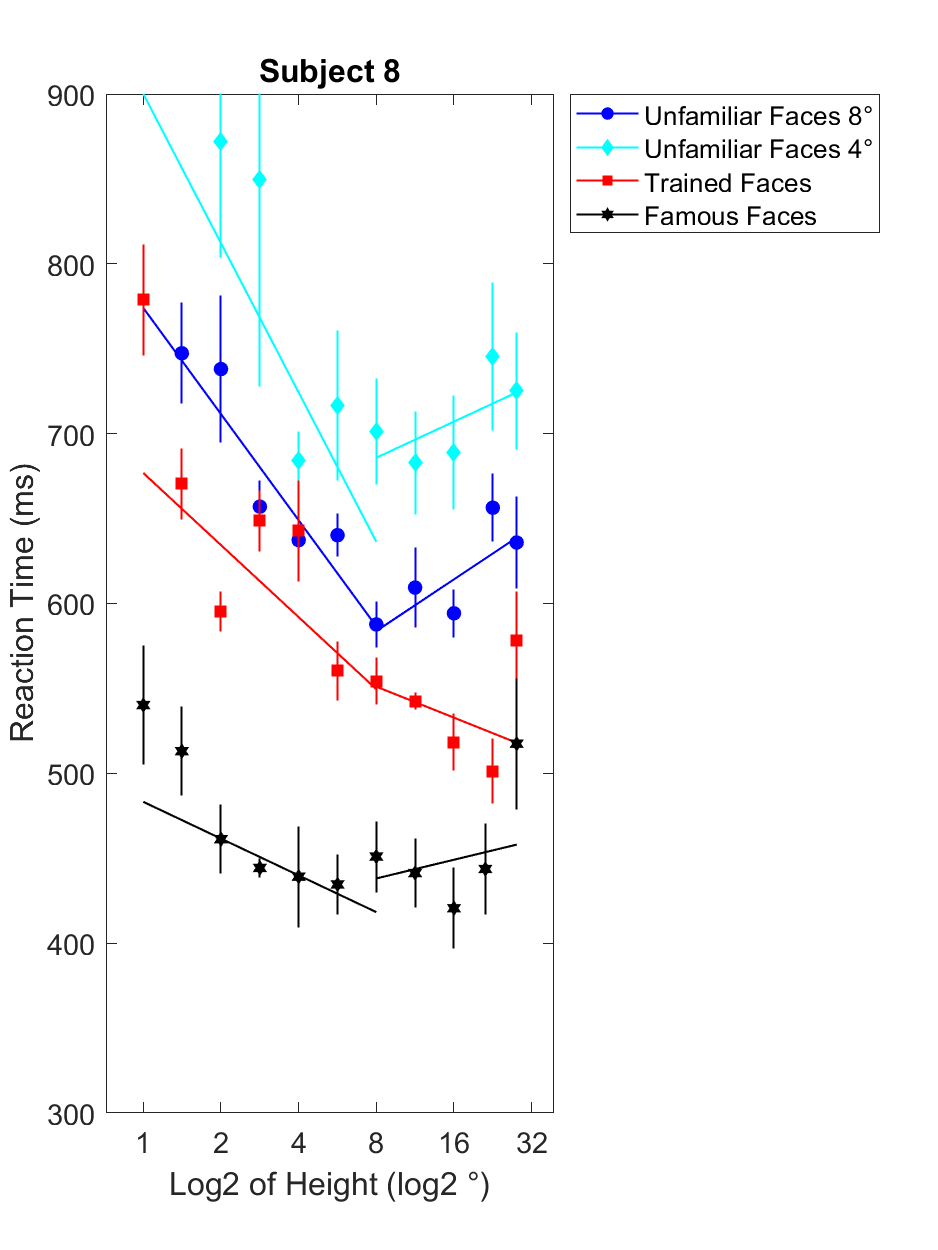 Subject 8
900
800
700
600
500
400
300
Reaction Time (ms)
1 2 4 8 16 32
Log2 of Height (log2 °)
Unfamiliar Faces 8°
Unfamiliar Faces 4°
Trained Faces
Famous Faces